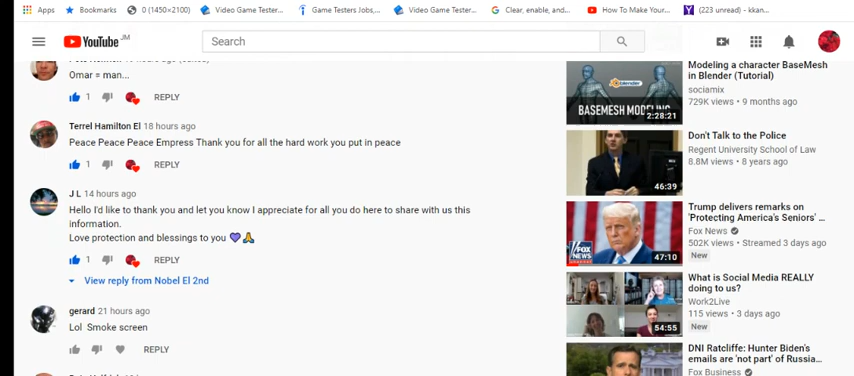 Apps
Bookmarks
0 (1450×2100)
Video Game Tester...
Game Testers Jobs,...
Video Game Tester...
Clear, enable, and...
How To Make Your...
(223 unread) - kkan...
YouTube JM
Search
Omar = man...
1 REPLY
Terrel Hamilton El 18 hours ago
Peace Peace Peace Empress Thank you for all the hard work you put in peace
1 REPLY
J L 14 hours ago
Hello I'd like to thank you and let you know I appreciate for all you do here to share with us this
information.
Love protection and blessings to you 💜🙏
1 REPLY
View reply from Nobel El 2nd
gerard 21 hours ago
Lol Smoke screen
REPLY
Modeling a character BaseMesh
in Blender (Tutorial)
sociamix
729K views • 9 months ago
blender
BASEMESH MODELING
2:28:21
Don't Talk to the Police
Regent University School of Law
8.8M views • 8 years ago
46:39
Trump delivers remarks on
'Protecting America's Seniors' ...
Fox News
502K views • Streamed 3 days ago
New
FOX
NEWS
47:10
What is Social Media REALLY
doing to us?
Work2Live
115 views • 3 days ago
New
54:55
DNI Ratcliffe: Hunter Biden's
emails are 'not part' of Russia...
Fox Business